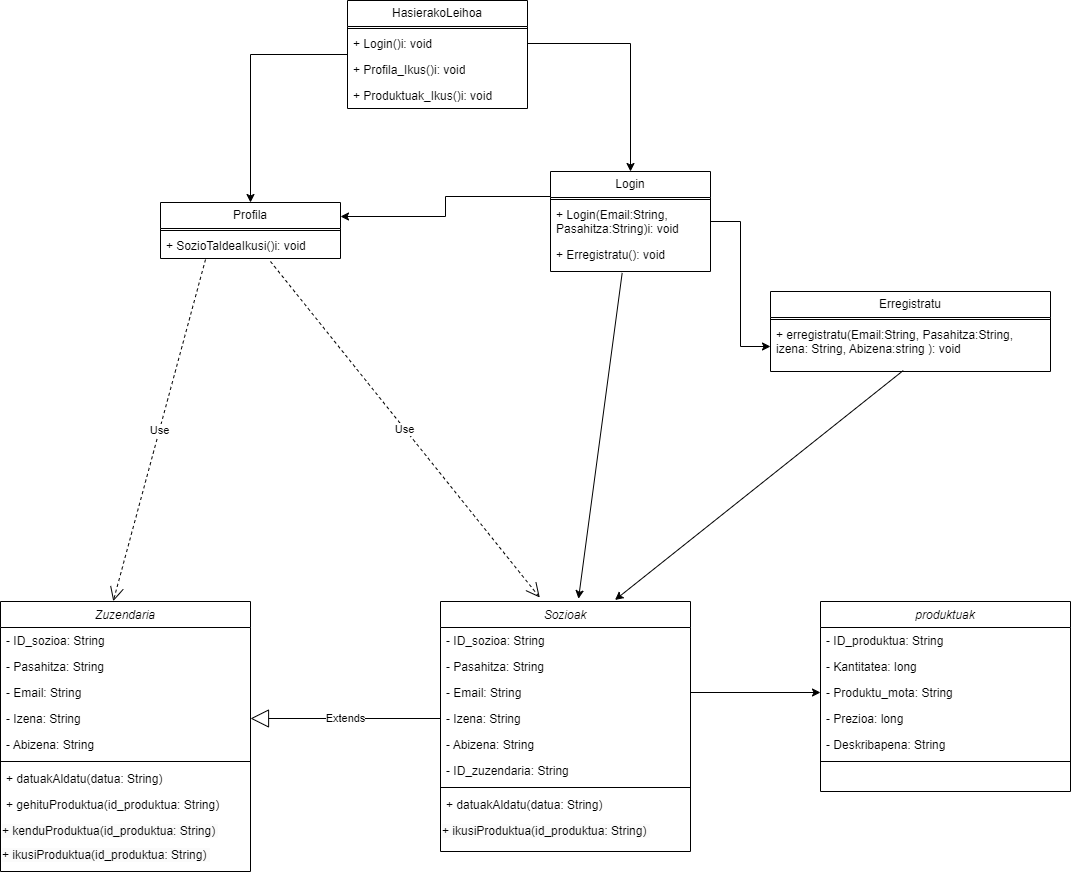 HasierakoLeihoa
+ Login()i: void
+ Profila_Ikus()i: void
+ Produktuak_Ikus()i: void
Login
+ Login(Email:String,
Pasahitza:String)i: void
+ Erregistratu(): void
Profila
+ SozioTaldeaIkusi()i: void
Erregistratu
+ erregistratu(Email:String, Pasahitza:String,
izena: String, Abizena:string ): void
Use
Use
Zuzendaria
- ID_sozioa: String
- Pasahitza: String
- Email: String
- Izena: String
- Abizena: String
+ datuakAldatu(datua: String)
+ gehituProduktua(id_produktua: String)
+ kenduProduktua(id_produktua: String)
+ ikusiProduktua(id_produktua: String)
Extends
Sozioak
- ID_sozioa: String
- Pasahitza: String
- Email: String
- Izena: String
- Abizena: String
- ID_zuzendaria: String
+ datuakAldatu(datua: String)
+ ikusiProduktua(id_produktua: String)
produktuak
- ID_produktua: String
- Kantitatea: long
- Produktu_mota: String
- Prezioa: long
- Deskribapena: String